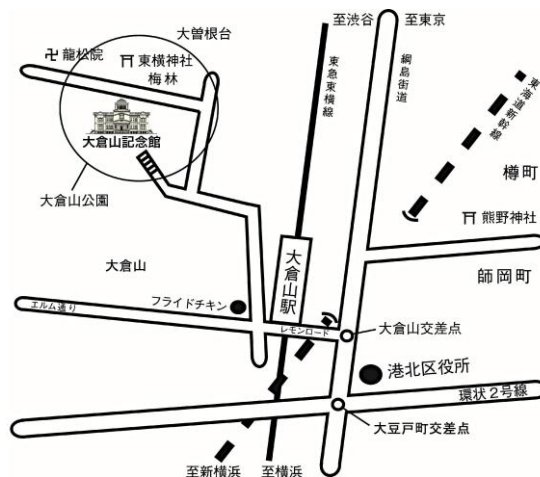 至渋谷
至東京
大曽根台
卍 龍松院
東横神社
梅林
東急東横線
綱島街道
東海道新幹線
大倉山記念館
樽町
大倉山公園
熊野神社
大倉山
大倉山駅
師岡町
フライドチキン
エルム通り
レモンロード
大倉山交差点
港北区役所
環状2号線
大豆戸町交差点
至新横浜
至横浜